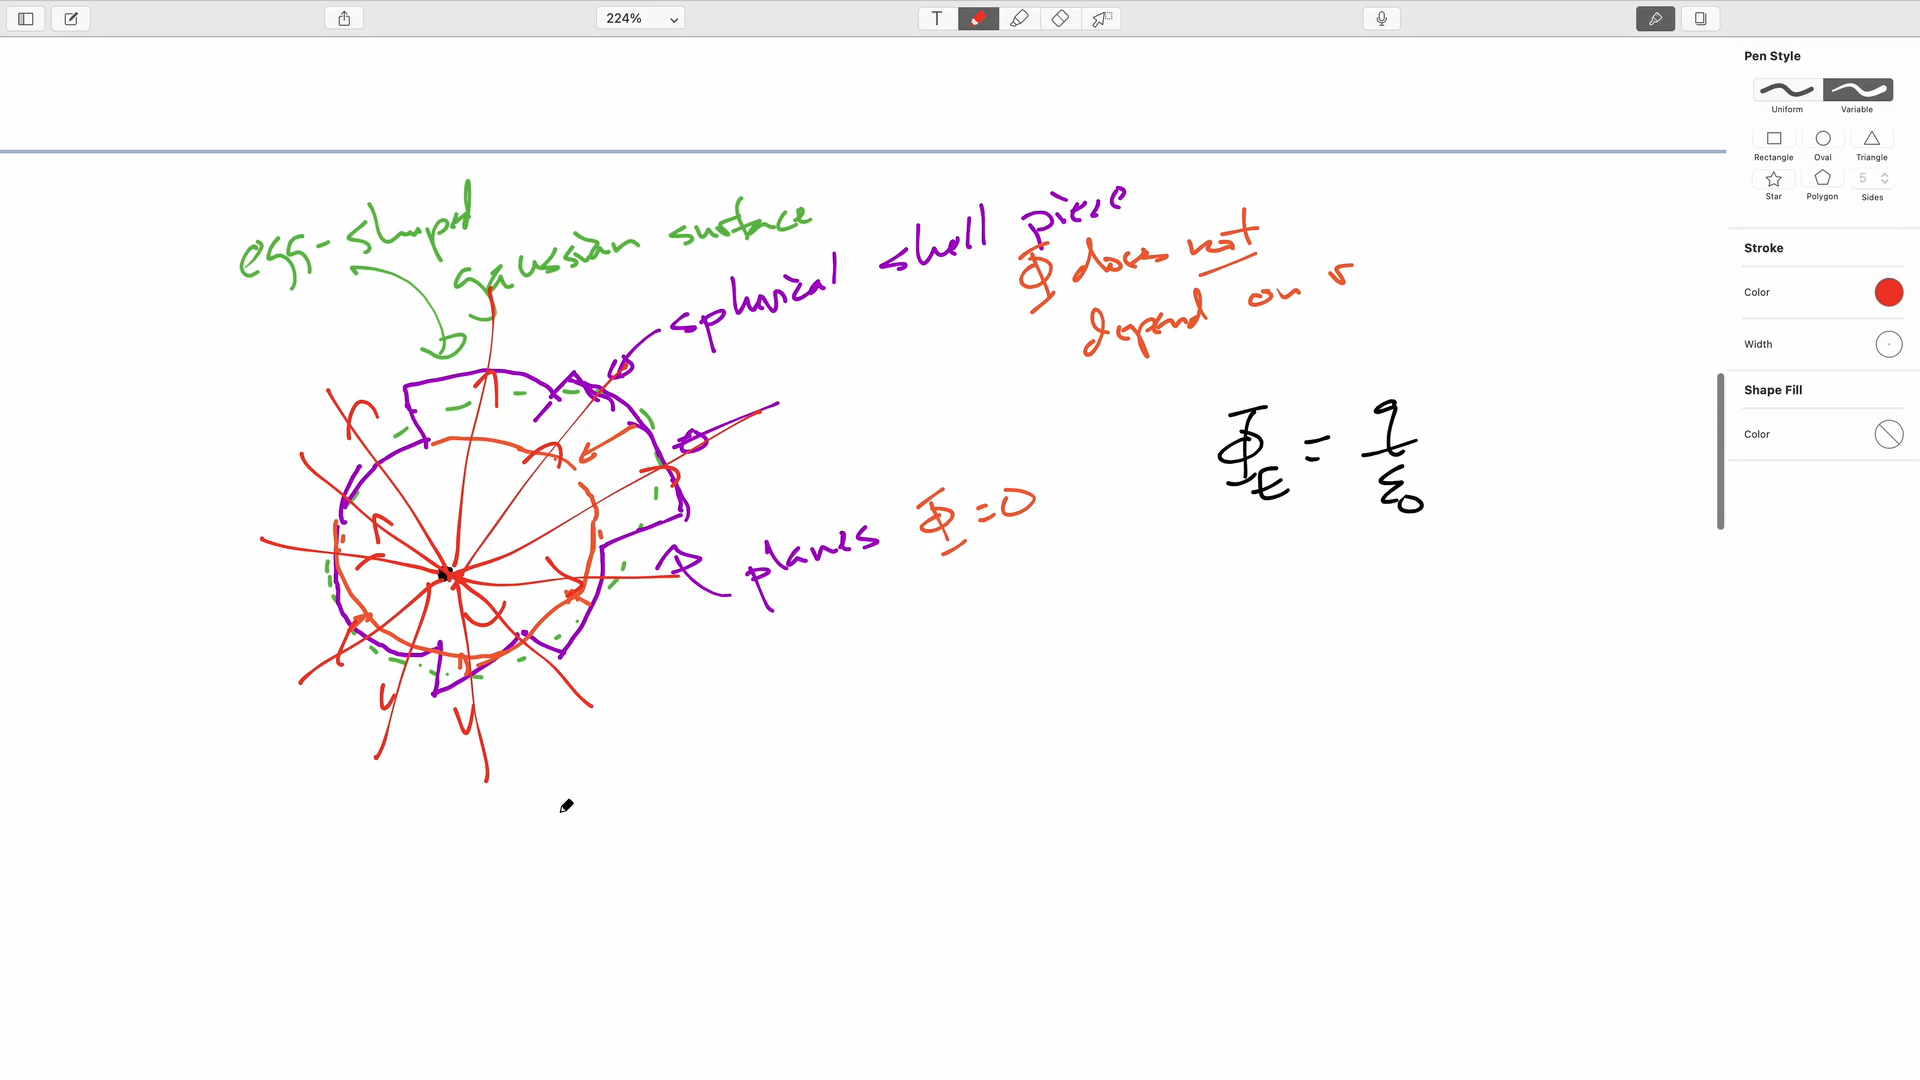 224%
T
Pen Style
Uniform
Variable
Rectangle
Oval
Triangle
5
Star
Polygon
Sides
Stroke
Color
Width
Shape Fill
Color
egg-shaped
gaussian surface
spherical shell piece
Φ does not
depend on r
planes Φ = 0
Φ_E = q/ε₀